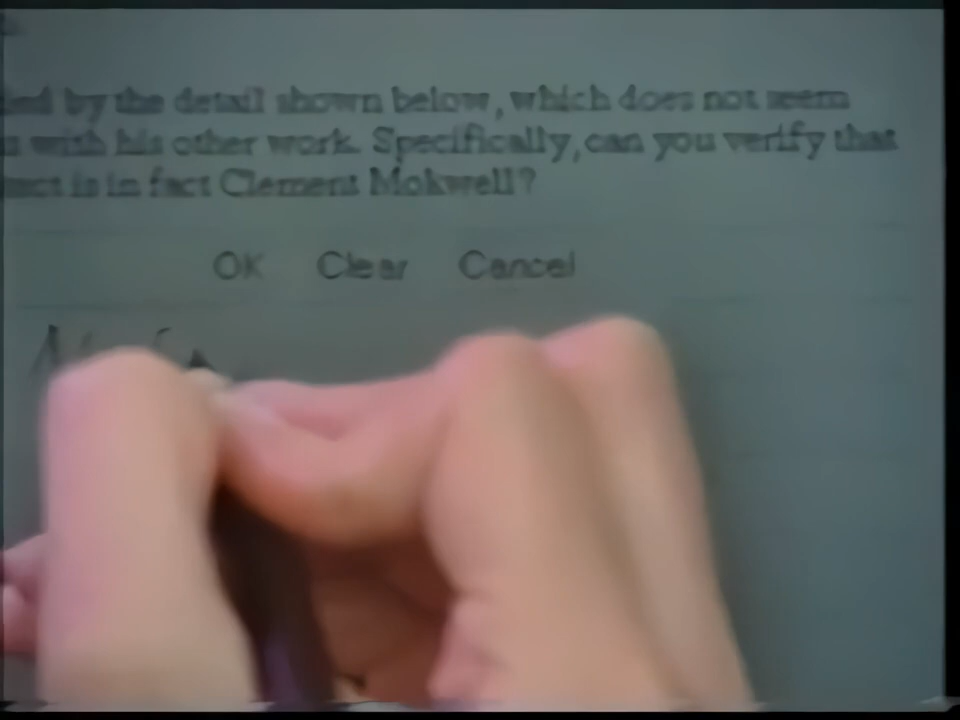 by the detail shown below, which does not seem
with his other work. Specifically, can you verify that
is in fact Clement Mokwell?
OK Clear Cancel